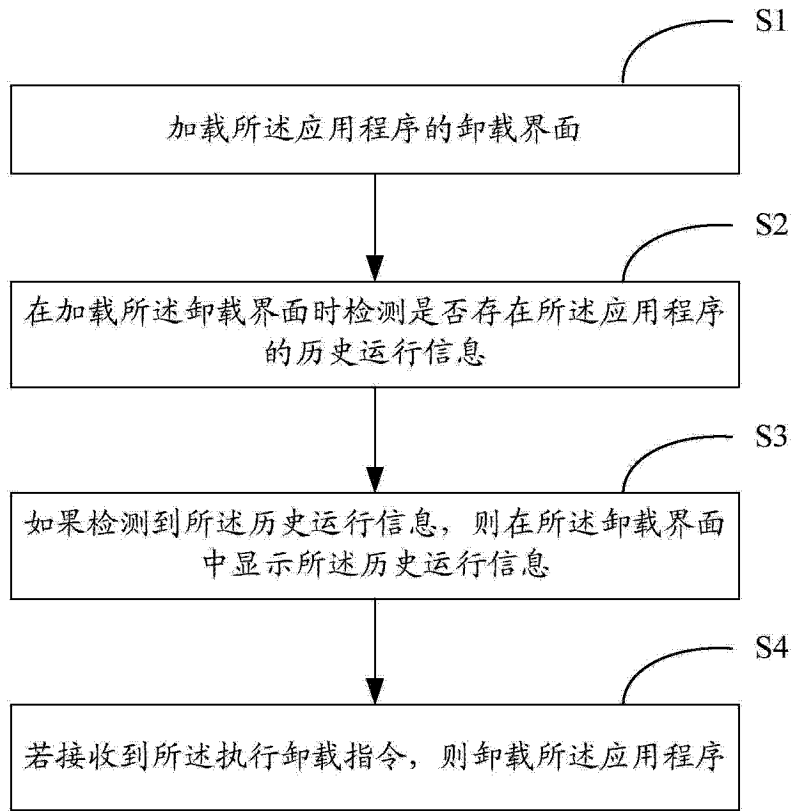 S1
加载所述应用程序的卸载界面
S2
在加载所述卸载界面时检测是否存在所述应用程序
的历史运行信息
S3
如果检测到所述历史运行信息，则在所述卸载界面
中显示所述历史运行信息
S4
若接收到所述执行卸载指令，则卸载所述应用程序